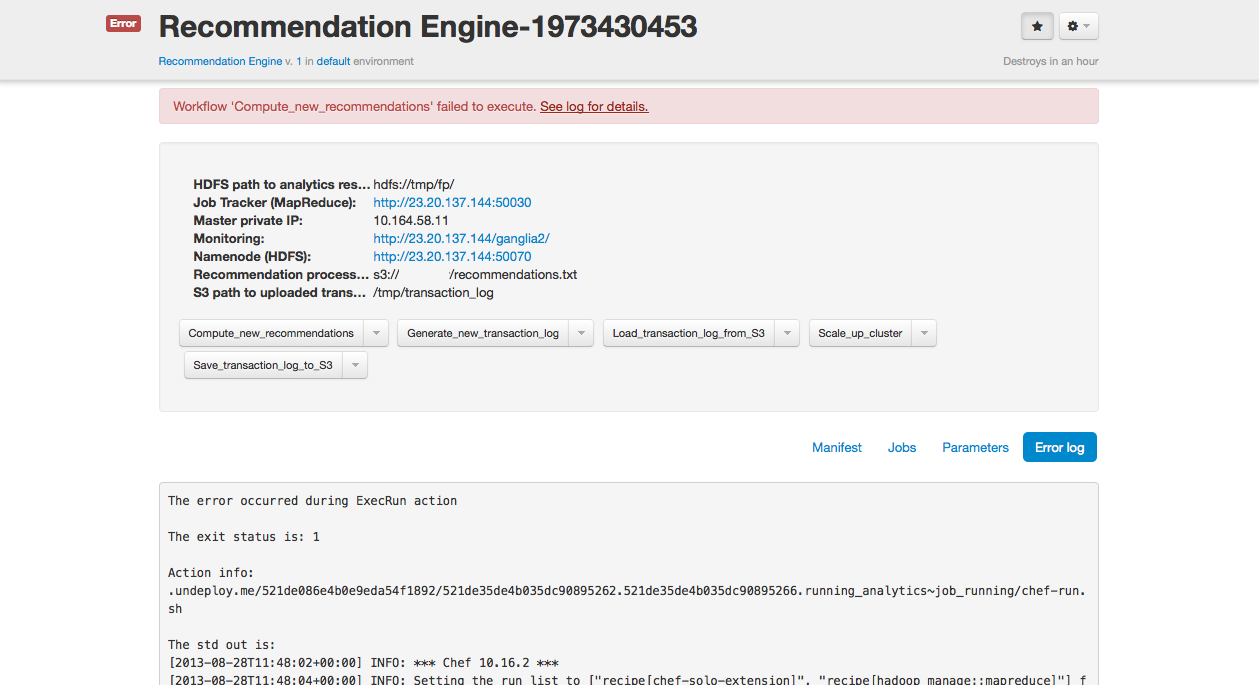 Error
Recommendation Engine-1973430453
Recommendation Engine v. 1 in default environment
Destroys in an hour
Workflow 'Compute_new_recommendations' failed to execute. See log for details.
HDFS path to analytics res... hdfs://tmp/fp/
Job Tracker (MapReduce): http://23.20.137.144:50030
Master private IP: 10.164.58.11
Monitoring: http://23.20.137.144/ganglia2/
Namenode (HDFS): http://23.20.137.144:50070
Recommendation process... s3:// /recommendations.txt
S3 path to uploaded trans... /tmp/transaction_log
Compute_new_recommendations Generate_new_transaction_log Load_transaction_log_from_S3 Scale_up_cluster
Save_transaction_log_to_S3
Manifest Jobs Parameters Error log
The error occurred during ExecRun action
The exit status is: 1
Action info:
.undeploy.me/521de086e4b0e9eda54f1892/521de35de4b035dc90895262.521de35de4b035dc90895266.running_analytics~job_running/chef-run.
sh
The std out is:
[2013-08-28T11:48:02+00:00] INFO: *** Chef 10.16.2 ***
[2013-08-28T11:48:04+00:00] INFO: Setting the run list to ["recipe[chef-solo-extension]", "recipe[hadoop_manage::mapreduce]"] f